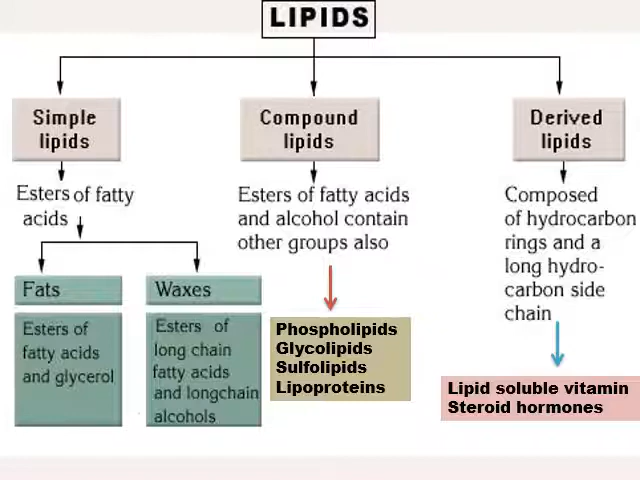 LIPIDS
Simple
lipids
Compound
lipids
Derived
lipids
Esters of fatty
acids
Esters of fatty acids
and alcohol contain
other groups also
Composed
of hydrocarbon
rings and a
long hydro-
carbon side
chain
Fats
Waxes
Esters of
fatty acids
and glycerol
Esters of
long chain
fatty acids
and longchain
alcohols
Phospholipids
Glycolipids
Sulfolipids
Lipoproteins
Lipid soluble vitamin
Steroid hormones